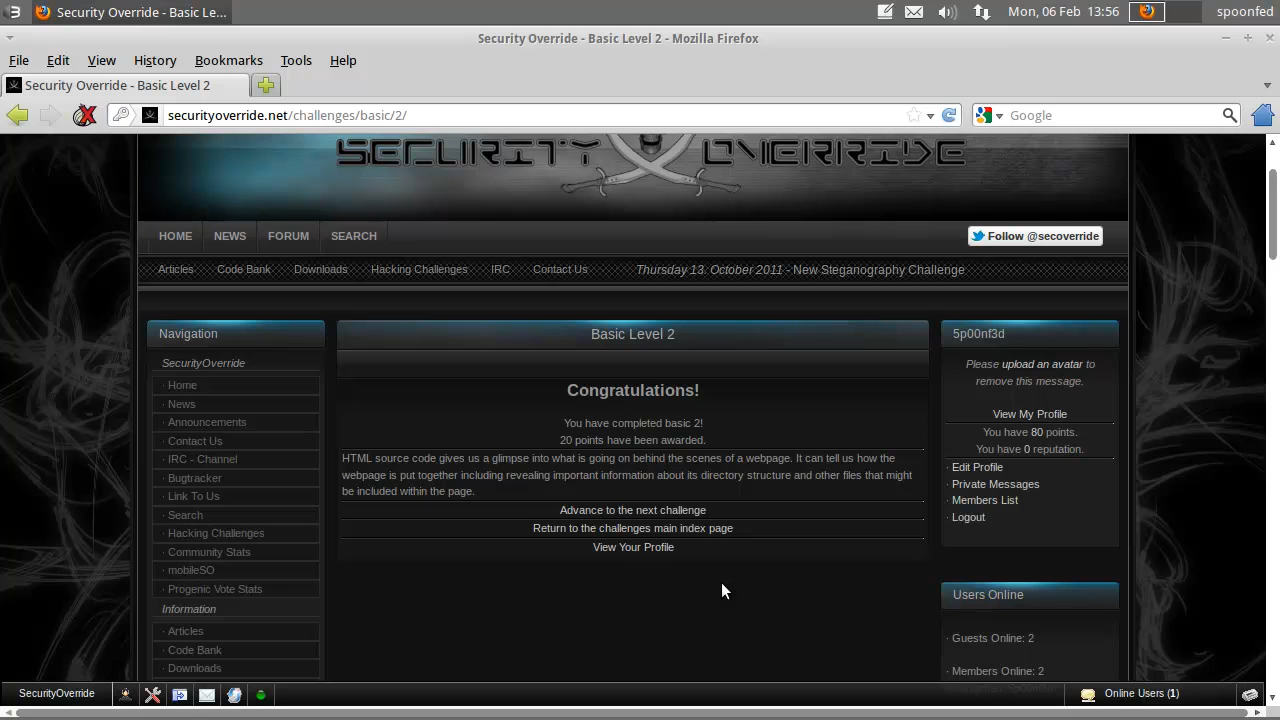 Security Override - Basic Le...
Mon, 06 Feb 13:56
spoonfed
Security Override - Basic Level 2 - Mozilla Firefox
File Edit View History Bookmarks Tools Help
Security Override - Basic Level 2
securityoverride.net/challenges/basic/2/
Google
SECURITY OVERRIDE
HOME NEWS FORUM SEARCH
Follow @secoverride
Articles Code Bank Downloads Hacking Challenges IRC Contact Us
Thursday 13. October 2011 - New Steganography Challenge
Navigation
SecurityOverride
· Home
· News
· Announcements
· Contact Us
· IRC - Channel
· Bugtracker
· Link To Us
· Search
· Hacking Challenges
· Community Stats
· mobileSO
· Progenic Vote Stats
Information
· Articles
· Code Bank
· Downloads
Basic Level 2
Congratulations!
You have completed basic 2!
20 points have been awarded.
HTML source code gives us a glimpse into what is going on behind the scenes of a webpage. It can tell us how the
webpage is put together including revealing important information about its directory structure and other files that might
be included within the page.
Advance to the next challenge
Return to the challenges main index page
View Your Profile
5p00nf3d
Please upload an avatar to
remove this message.
View My Profile
You have 80 points.
You have 0 reputation.
· Edit Profile
· Private Messages
· Members List
· Logout
Users Online
· Guests Online: 2
· Members Online: 2
SecurityOverride
Online Users (1)